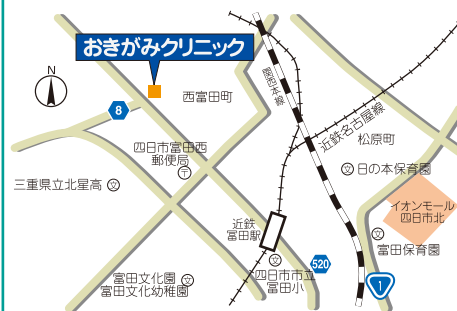 おきがみクリニック
N
8
西富田町
関西本線
近鉄名古屋線
松原町
四日市富田西
郵便局
日の本保育園
三重県立北星高
イオンモール
四日市北
近鉄
富田駅
富田保育園
520
四日市市立
富田小
富田文化園
富田文化幼稚園
1